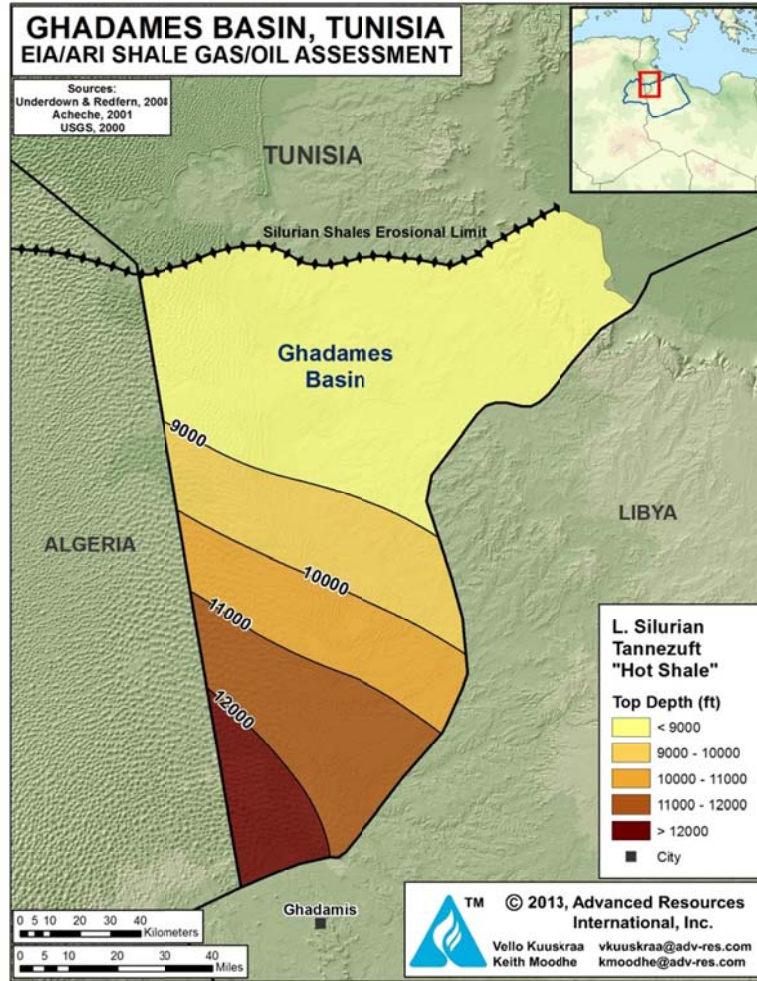 GHADAMES BASIN, TUNISIA
EIA/ARI SHALE GAS/OIL ASSESSMENT
Sources:
Underdown & Redfern, 2008
Acheche, 2001
USGS, 2000
TUNISIA
Silurian Shales Erosional Limit
Ghadames
Basin
9000
ALGERIA
LIBYA
10000
11000
12000
L. Silurian
Tannezuft
"Hot Shale"
Top Depth (ft)
< 9000
9000 - 10000
10000 - 11000
11000 - 12000
> 12000
City
Ghadamis
0 5 10 20 30 40
Kilometers
0 5 10 20 30 40
Miles
TM
© 2013, Advanced Resources
International, Inc.
Vello Kuuskraa vkuuskraa@adv-res.com
Keith Moodhe kmoodhe@adv-res.com